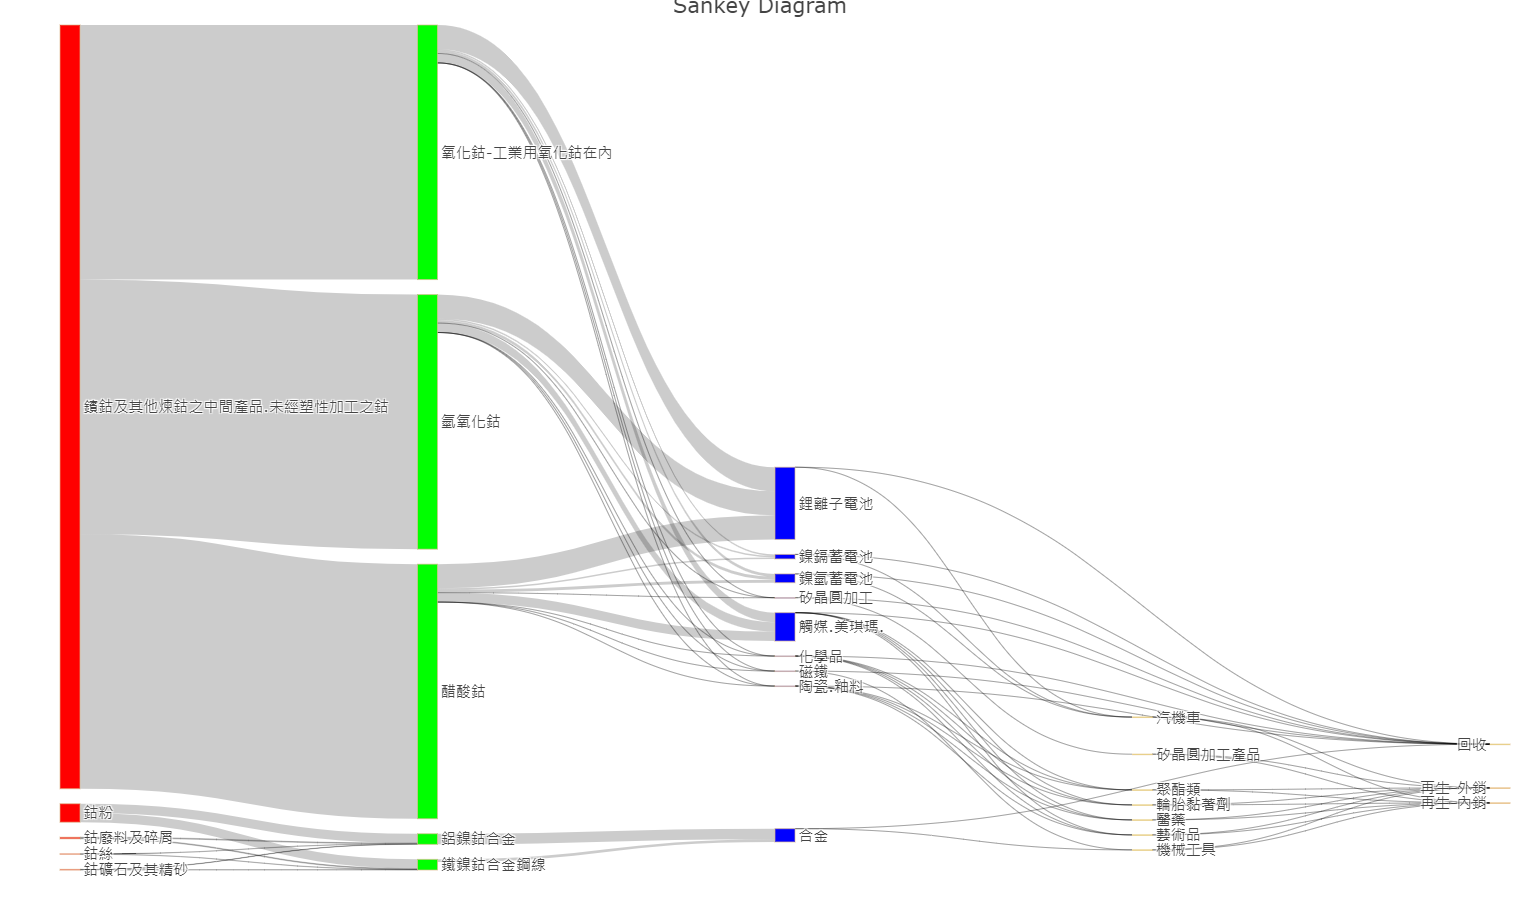 Sankey Diagram
氧化鈷-工業用氧化鈷在內
鑧鈷及其他煉鈷之中間產品.未經塑性加工之鈷
氫氧化鈷
鋰離子電池
鎳鎘蓄電池
鎳氫蓄電池
矽晶圓加工
觸媒.美琪瑪.
化學品
磁鐵
陶瓷.釉料
醋酸鈷
汽機車
回收
矽晶圓加工產品
聚酯類
再生-外銷
輪胎黏著劑
再生-內銷
醫藥
藝術品
機械工具
鈷粉
鈷廢料及碎屑
鋁鎳鈷合金
合金
鈷絲
鐵鎳鈷合金鋼線
鈷礦石及其精砂